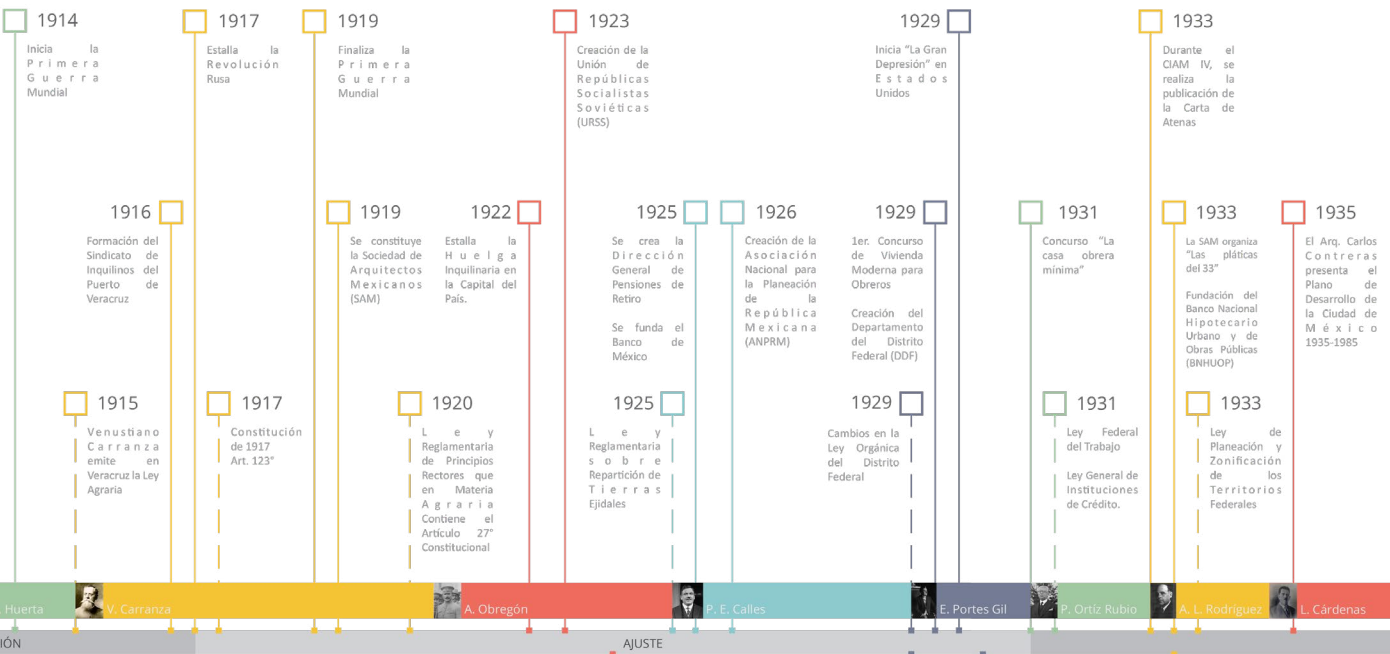 1914
Inicia la
Primera
Guerra
Mundial
1917
Estalla la
Revolución
Rusa
1919
Finaliza la
Primera
Guerra
Mundial
1923
Creación de la
Unión de
Repúblicas
Socialistas
Soviéticas
(URSS)
1929
Inicia “La Gran
Depresión” en
Estados
Unidos
1933
Durante el
CIAM IV, se
realiza la
publicación de
la Carta de
Atenas
1916
Formación del
Sindicato de
Inquilinos del
Puerto de
Veracruz
1919
Se constituye
la Sociedad de
Arquitectos
Mexicanos
(SAM)
1922
Estalla la
Huelga
Inquilinaria en
la Capital del
País.
1925
Se crea la
Dirección
General de
Pensiones de
Retiro
Se funda el
Banco de
México
1926
Creación de la
Asociación
Nacional para
la Planeación
de la
República
Mexicana
(ANPRM)
1929
1er. Concurso
de Vivienda
Moderna para
Obreros
Creación del
Departamento
del Distrito
Federal (DDF)
1931
Concurso “La
casa obrera
mínima”
1933
La SAM organiza
“Las pláticas
del 33”
Fundación del
Banco Nacional
Hipotecario
Urbano y de
Obras Públicas
(BNHUOP)
1935
El Arq. Carlos
Contreras
presenta el
Plano de
Desarrollo de
la Ciudad de
México
1935-1985
1915
Venustiano
Carranza
emite en
Veracruz la Ley
Agraria
1917
Constitución
de 1917
Art. 123°
1920
Ley
Reglamentaria
de Principios
Rectores que
en Materia
Agraria
Contiene el
Artículo 27°
Constitucional
1925
Ley
Reglamentaria
sobre
Repartición de
Tierras
Ejidales
1929
Cambios en la
Ley Orgánica
del Distrito
Federal
1931
Ley Federal
del Trabajo
Ley General de
Instituciones
de Crédito.
1933
Ley de
Planeación y
Zonificación
de los
Territorios
Federales
Huerta
V. Carranza
A. Obregón
P. E. Calles
E. Portes Gil
P. Ortíz Rubio
A. L. Rodríguez
L. Cárdenas
IÓN
AJUSTE